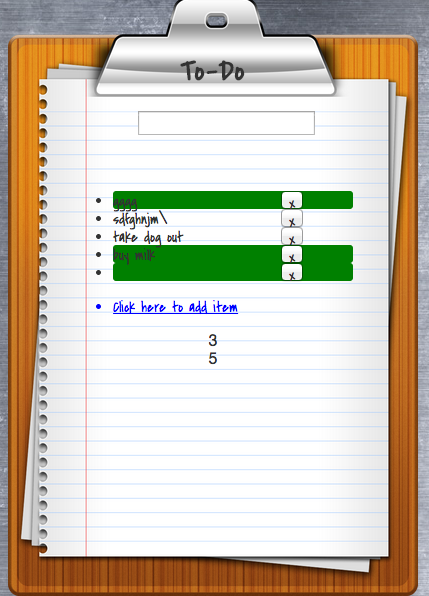 To-Do
gggg x
sdfghnjm\ x
take dog out x
buy milk x
x
Click here to add item
3
5